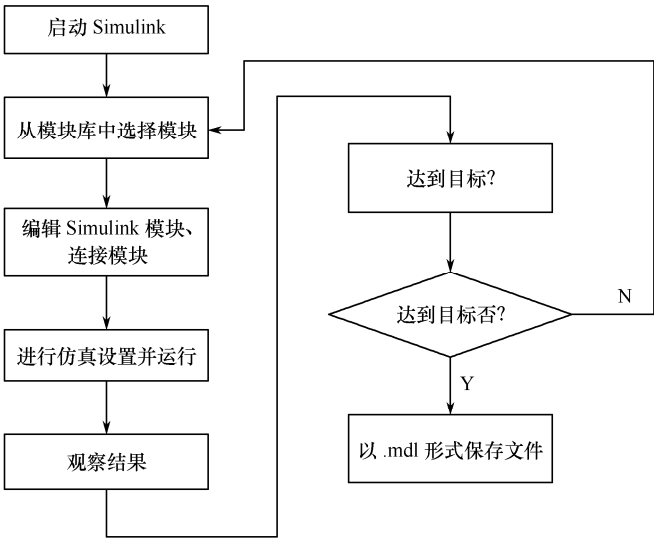 启动 Simulink
从模块库中选择模块
编辑 Simulink 模块、
连接模块
进行仿真设置并运行
观察结果
达到目标?
达到目标否?
N
Y
以 .mdl 形式保存文件